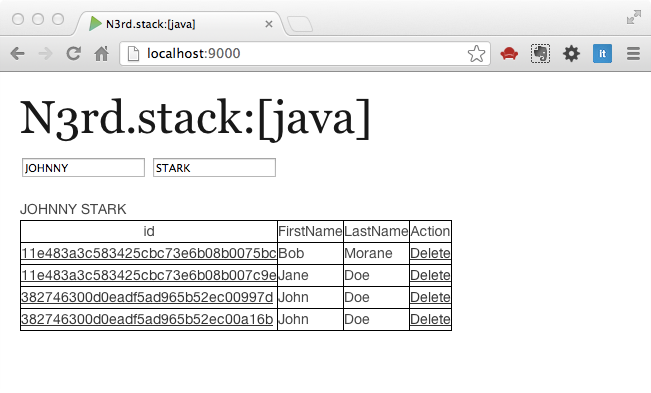 N3rd.stack:[java]
localhost:9000
N3rd.stack:[java]
JOHNNY STARK
JOHNNY STARK
id FirstName LastName Action
11e483a3c583425cbc73e6b08b0075bc Bob Morane Delete
11e483a3c583425cbc73e6b08b007c9e Jane Doe Delete
382746300d0eadf5ad965b52ec00997d John Doe Delete
382746300d0eadf5ad965b52ec00a16b John Doe Delete